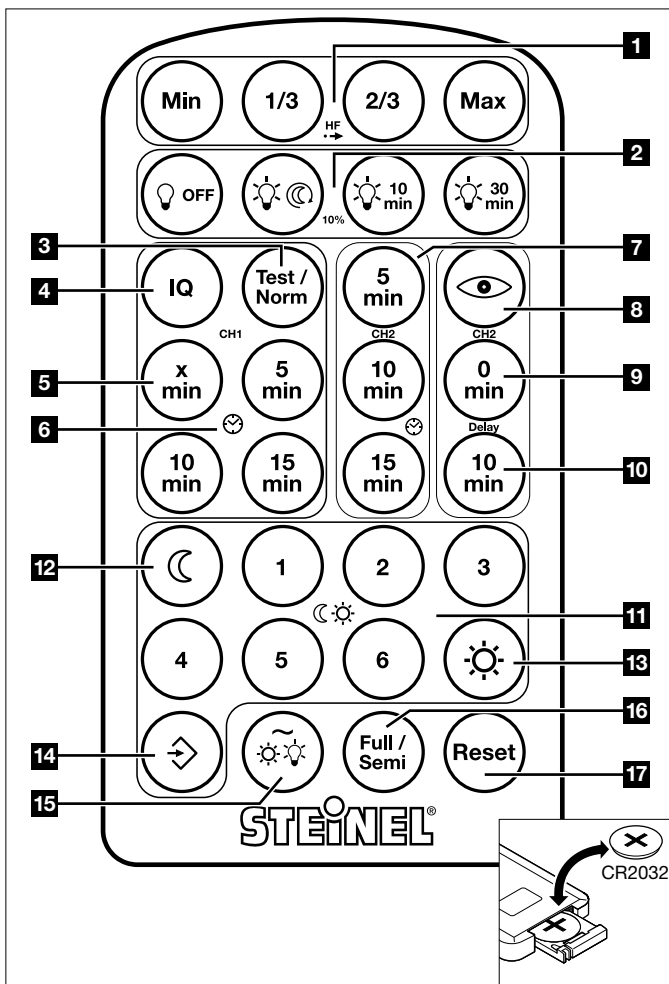 1
Min 1/3 2/3 Max
HF
2
OFF 10 min 30 min
10%
3
7
4
IQ Test / Norm 5 min
8
CH1 CH2 CH2
5
x min 5 min 10 min 0 min
9
6
Delay
10 min 15 min 15 min 10 min
10
12
1 2 3
11
4 5 6
13
16
14
Full / Semi Reset
15
17
STEINEL®
CR2032